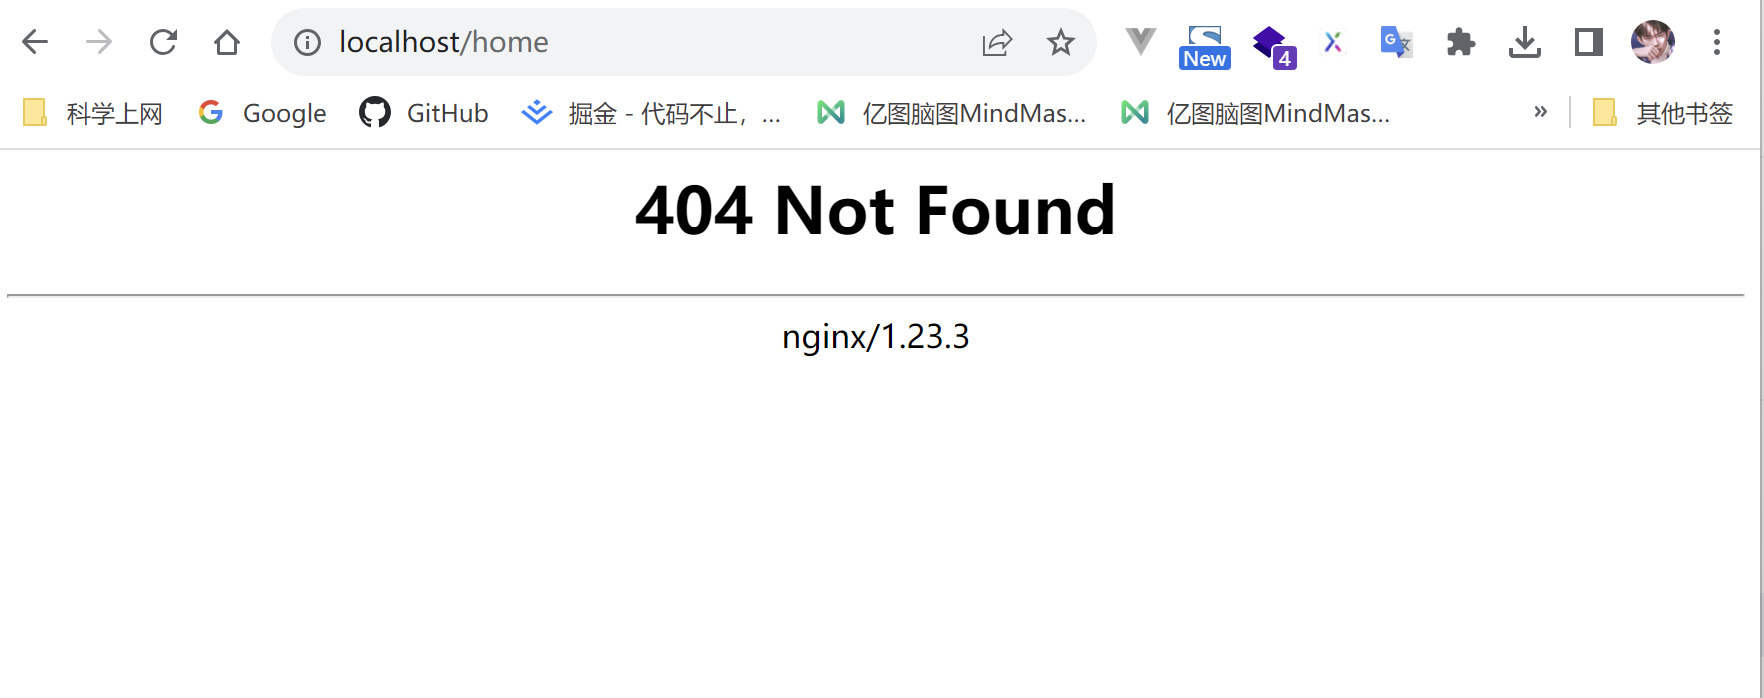 localhost/home
New
4
G 文
科学上网
Google
GitHub
掘金 - 代码不止，...
亿图脑图MindMas...
亿图脑图MindMas...
»
其他书签
404 Not Found
nginx/1.23.3